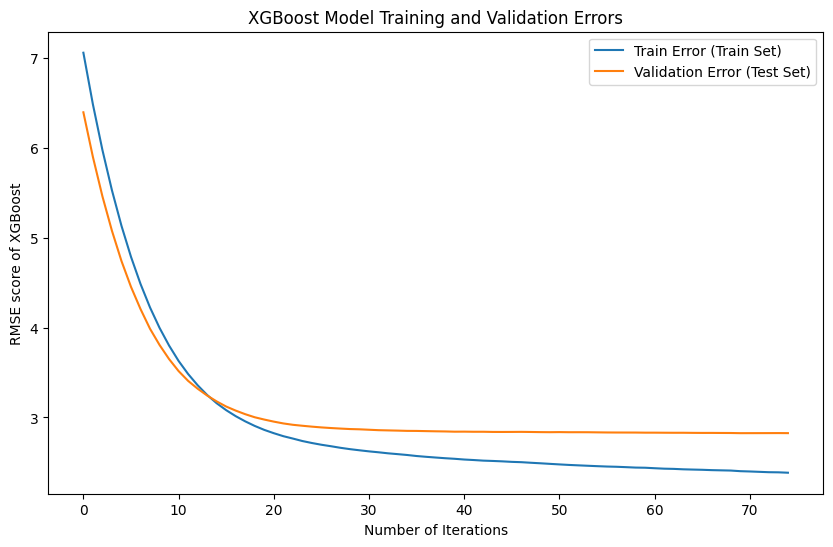 XGBoost Model Training and Validation Errors
Train Error (Train Set)
Validation Error (Test Set)
RMSE score of XGBoost
7
6
5
4
3
0 10 20 30 40 50 60 70
Number of Iterations